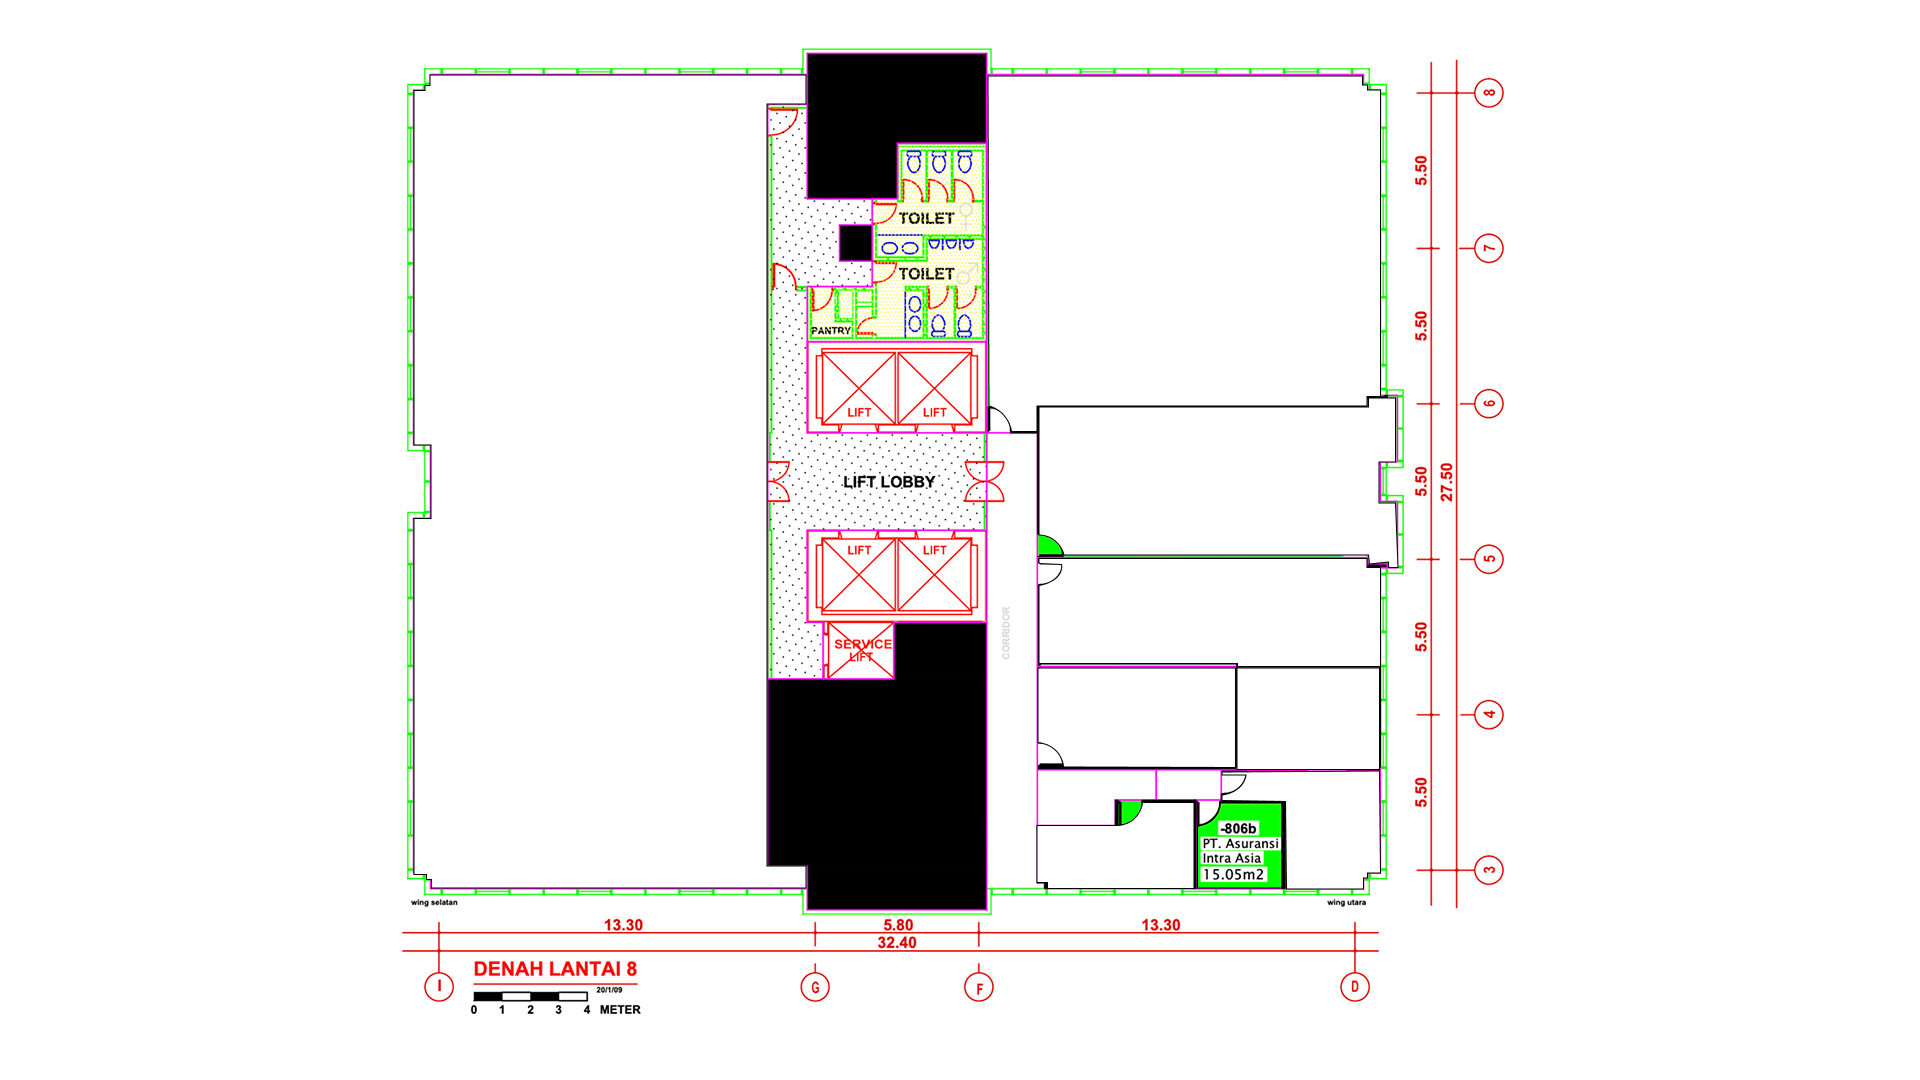 8
5.50
TOILET
7
TOILET
5.50
PANTRY
LIFT
LIFT
6
LIFT LOBBY
5.50
27.50
LIFT
LIFT
5
CORRIDOR
SERVICE
LIFT
5.50
4
5.50
-806b
PT. Asuransi
Intra Asia
15.05m2
3
wing selatan
wing utara
13.30
5.80
13.30
32.40
DENAH LANTAI 8
I
G
F
D
20/1/09
0 1 2 3 4 METER